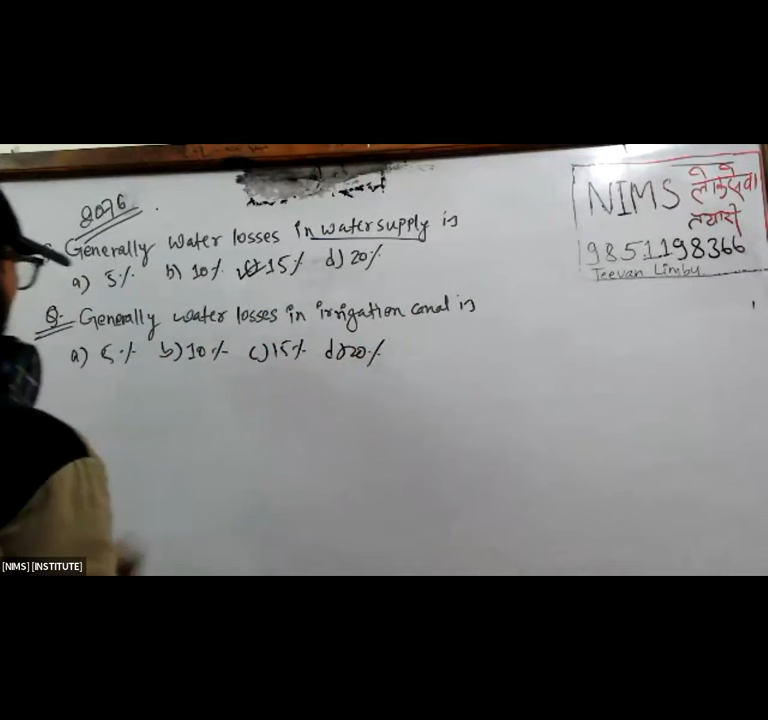 2076
Generally water losses in water supply is
a) 5% b) 10% c) 15% d) 20%
Q. Generally water losses in irrigation canal is
a) 5% b) 10% c) 15% d) 20%
NIMS लोकसेवा
तयारी
9851198366
Jeevan Limbu
[NIMS] [INSTITUTE]